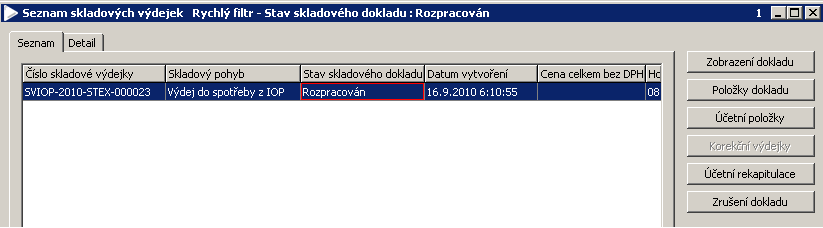 Seznam skladových výdejek   Rychlý filtr - Stav skladového dokladu : Rozpracován   1
Seznam   Detail
Číslo skladové výdejky   Skladový pohyb   Stav skladového dokladu   Datum vytvoření   Cena celkem bez DPH   Ho
SVIOP-2010-STEX-000023   Výdej do spotřeby z IOP   Rozpracován   16.9.2010 6:10:55   08
Zobrazení dokladu
Položky dokladu
Účetní položky
Korekční výdejky
Účetní rekapitulace
Zrušení dokladu